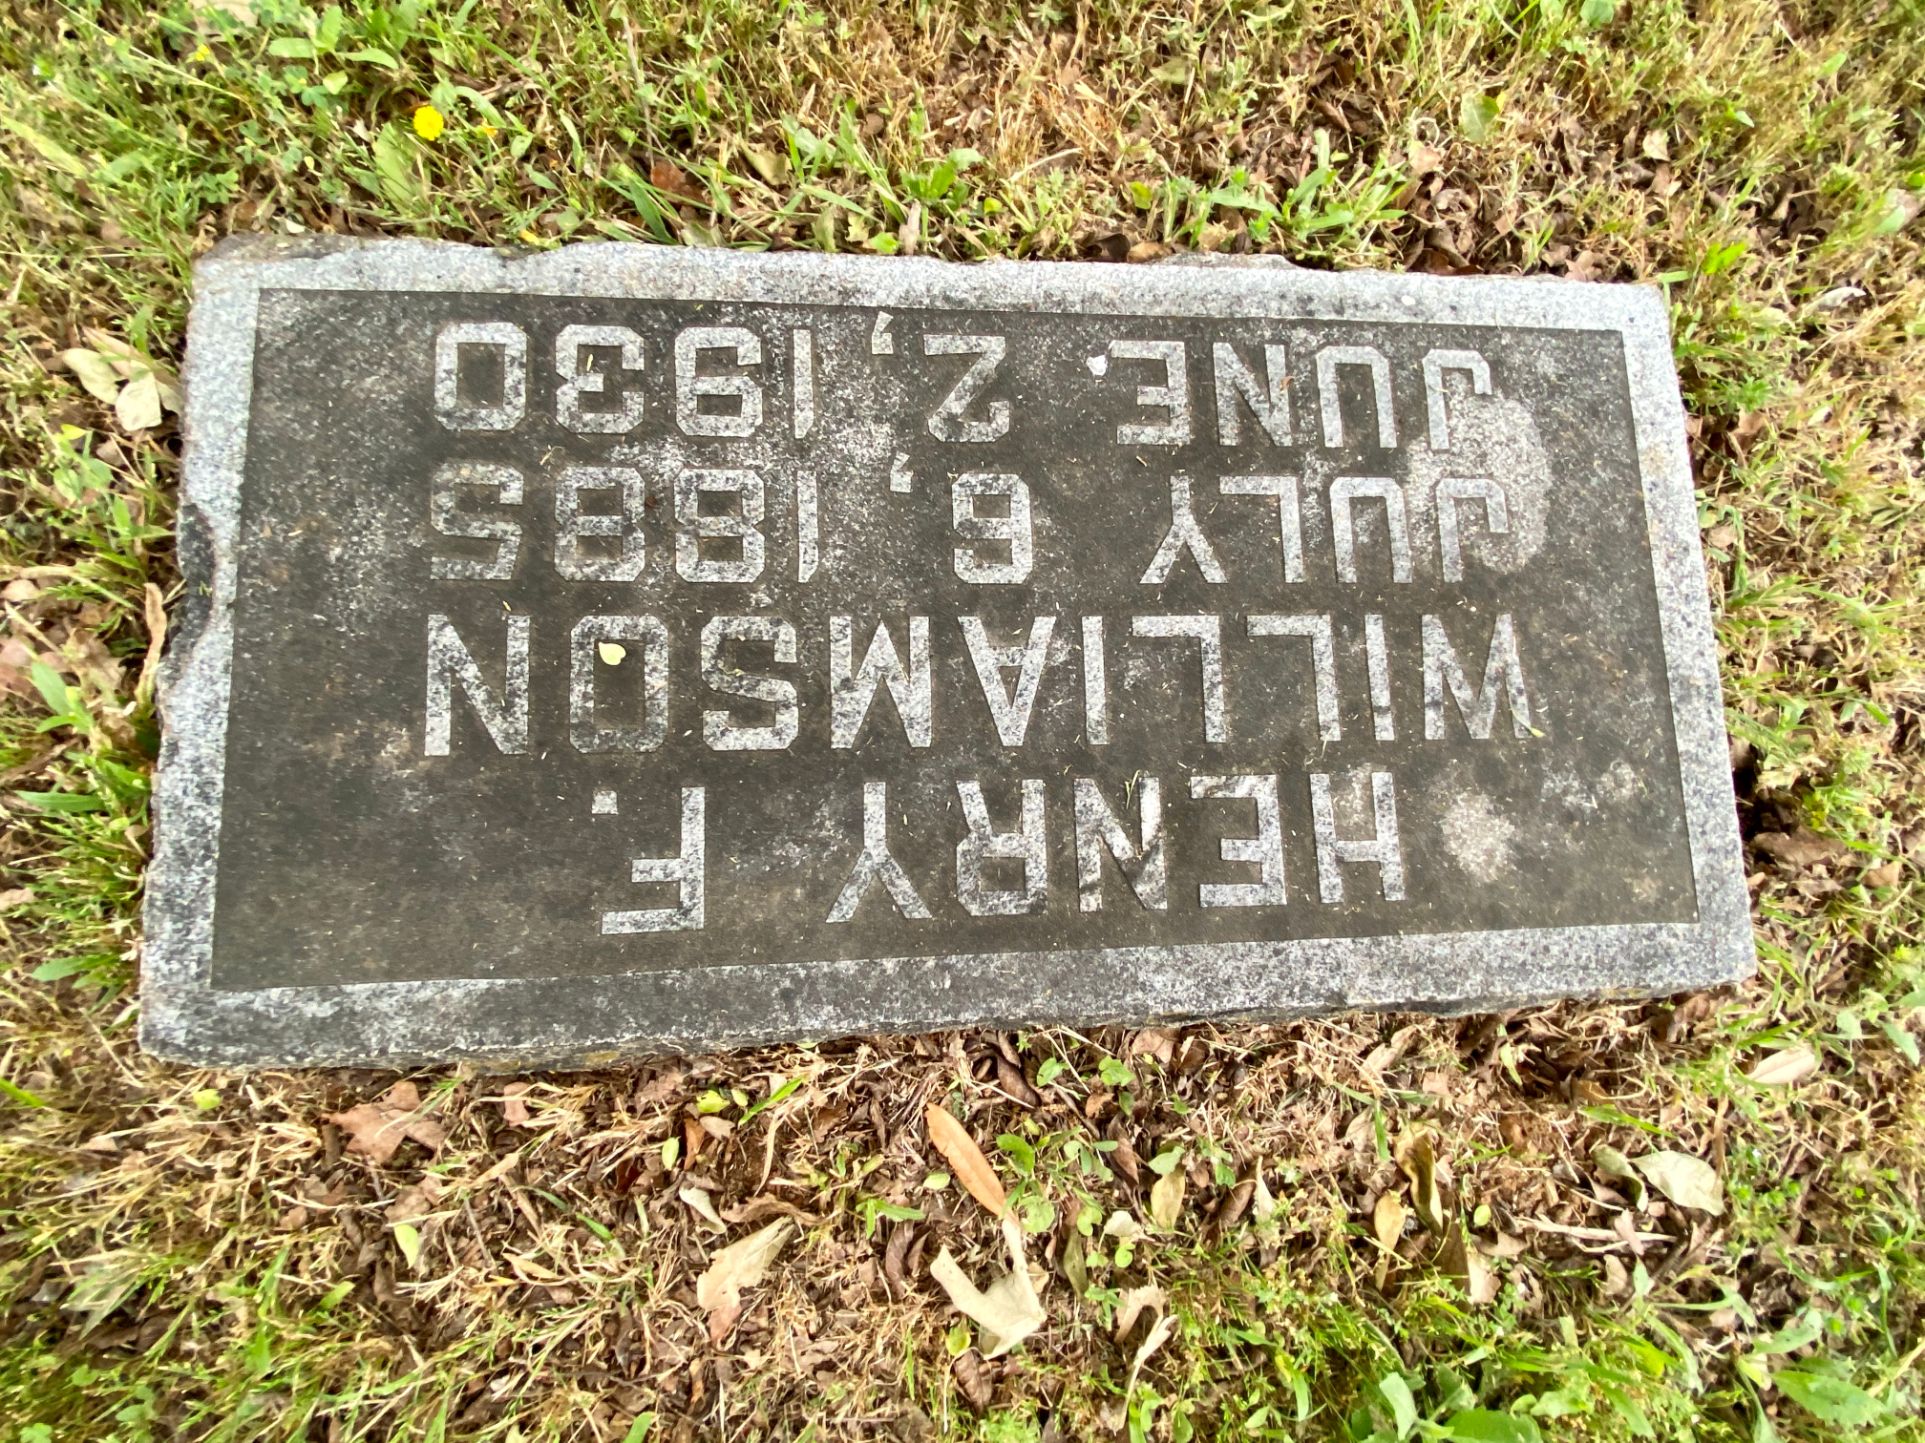 HENRY F.
WILLIAMSON
JULY 6, 1885
JUNE 2, 1930